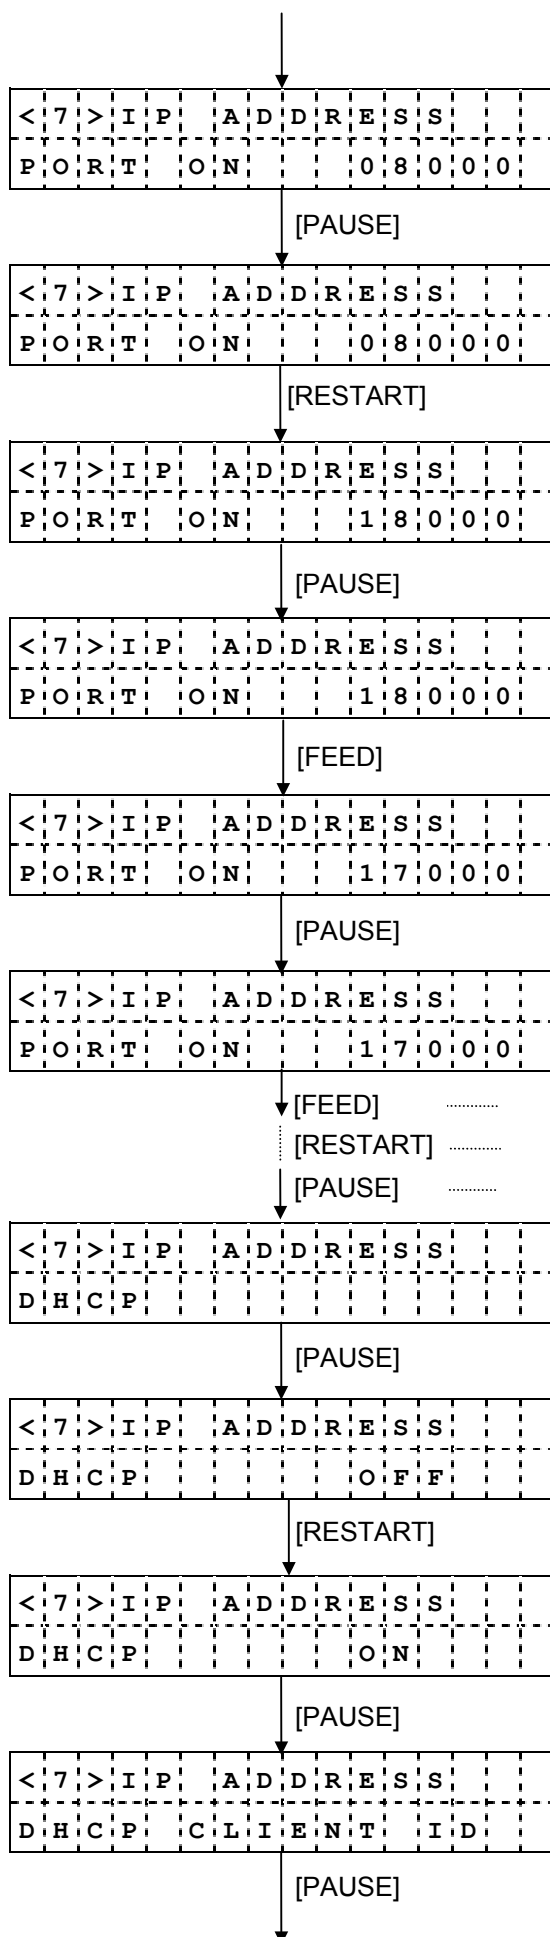 <7>IP ADDRESS
PORT ON   08000
[PAUSE]
<7>IP ADDRESS
PORT ON   08000
[RESTART]
<7>IP ADDRESS
PORT ON   18000
[PAUSE]
<7>IP ADDRESS
PORT ON   18000
[FEED]
<7>IP ADDRESS
PORT ON   17000
[PAUSE]
<7>IP ADDRESS
PORT ON   17000
[FEED] .............
[RESTART] .............
[PAUSE] .............
<7>IP ADDRESS
DHCP
[PAUSE]
<7>IP ADDRESS
DHCP      OFF
[RESTART]
<7>IP ADDRESS
DHCP      ON
[PAUSE]
<7>IP ADDRESS
DHCP CLIENT ID
[PAUSE]